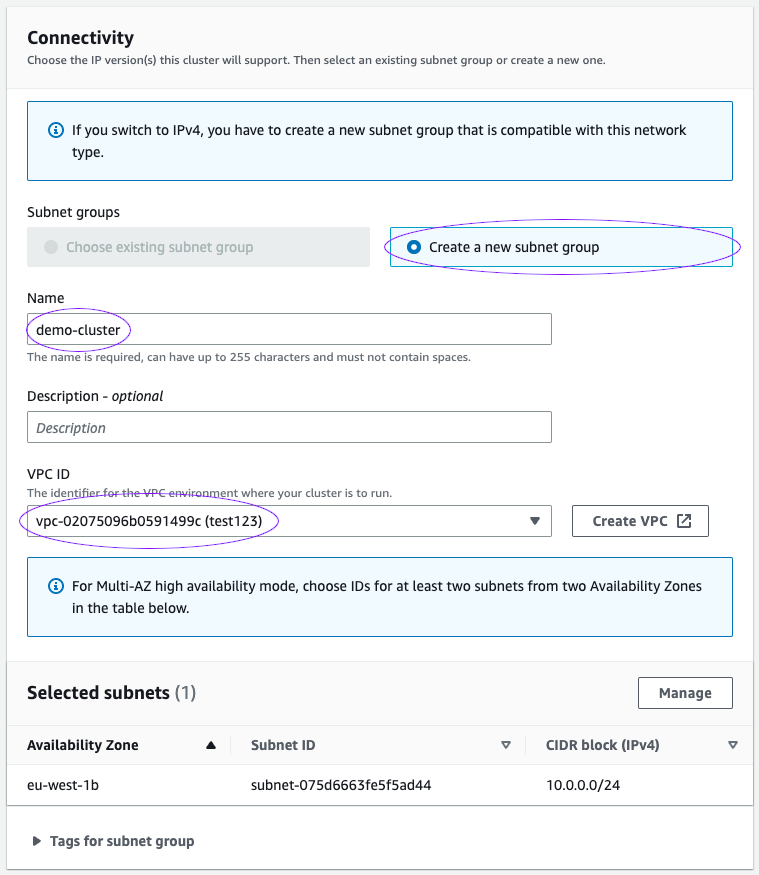 Connectivity
Choose the IP version(s) this cluster will support. Then select an existing subnet group or create a new one.
If you switch to IPv4, you have to create a new subnet group that is compatible with this network
type.
Subnet groups
Choose existing subnet group
Create a new subnet group
Name
demo-cluster
The name is required, can have up to 255 characters and must not contain spaces.
Description - optional
Description
VPC ID
The identifier for the VPC environment where your cluster is to run.
vpc-02075096b0591499c (test123)
Create VPC
For Multi-AZ high availability mode, choose IDs for at least two subnets from two Availability Zones
in the table below.
Selected subnets (1)
Manage
Availability Zone
Subnet ID
CIDR block (IPv4)
eu-west-1b
subnet-075d6663fe5f5ad44
10.0.0.0/24
Tags for subnet group